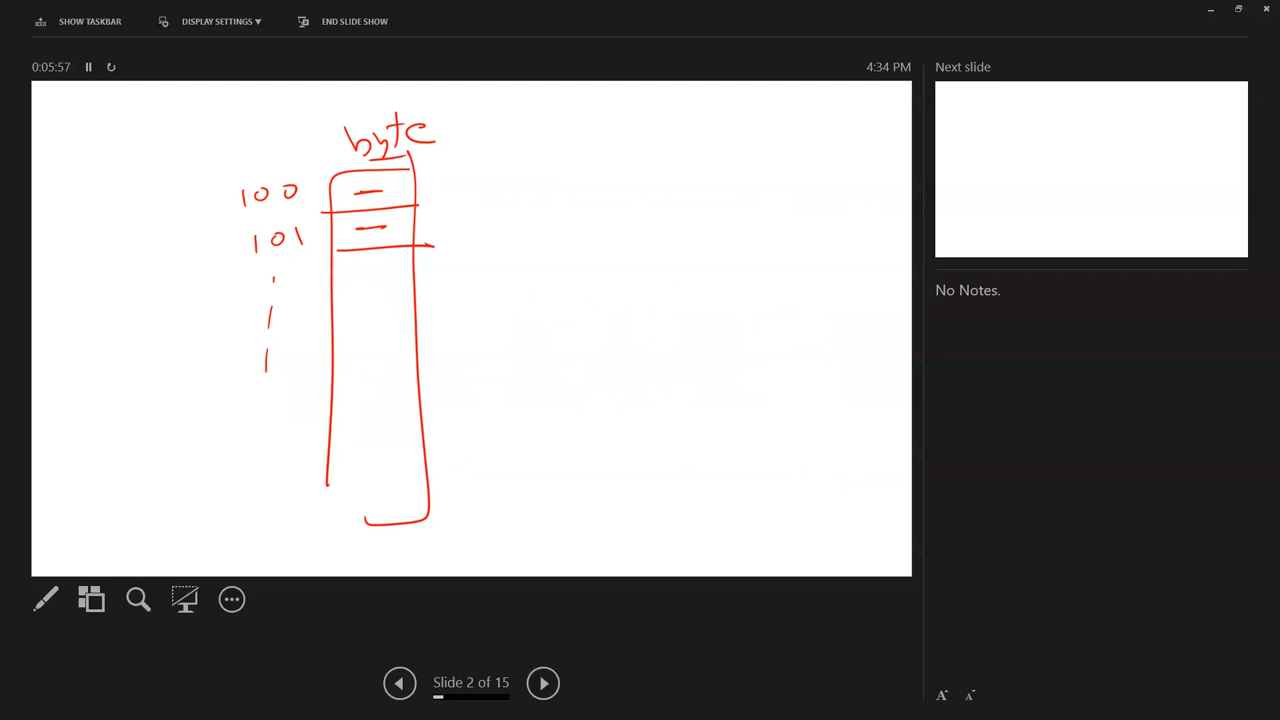 SHOW TASKBAR
DISPLAY SETTINGS ▼
END SLIDE SHOW
0:05:57
4:34 PM
Next slide
byte
100
101
No Notes.
Slide 2 of 15
A A